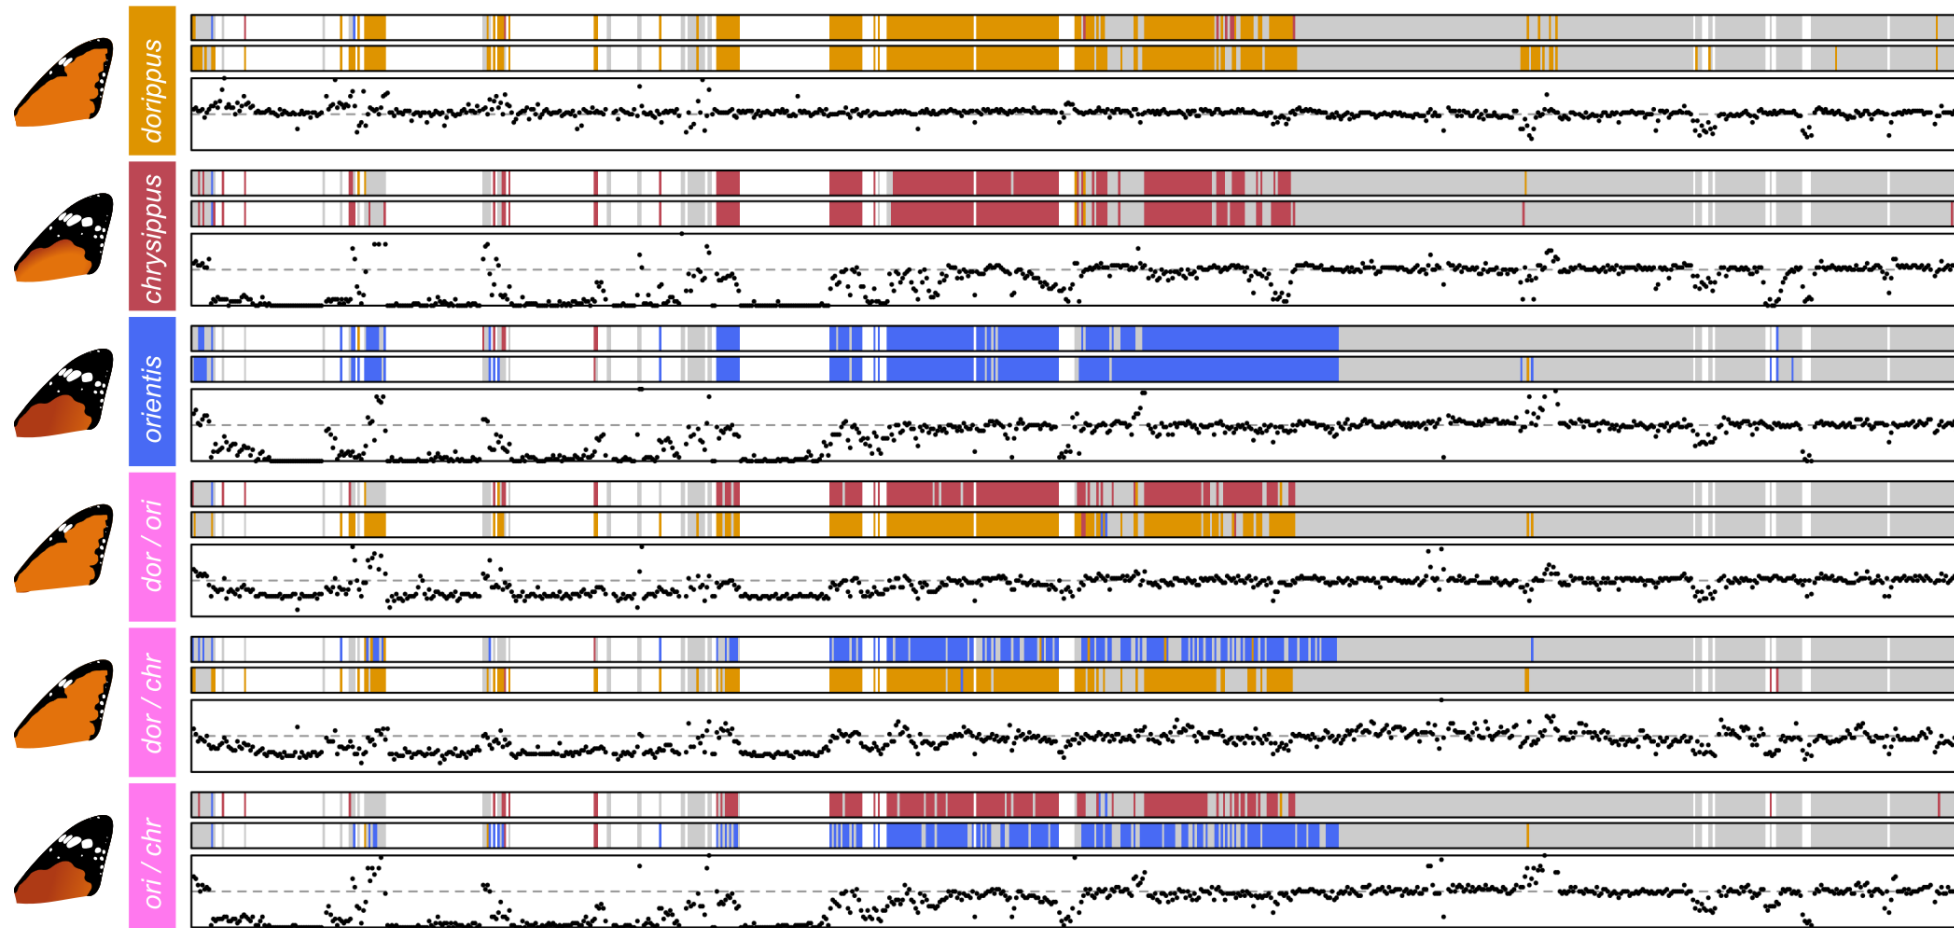 dorippus
chrysippus
orientis
dor / ori
dor / chr
ori / chr